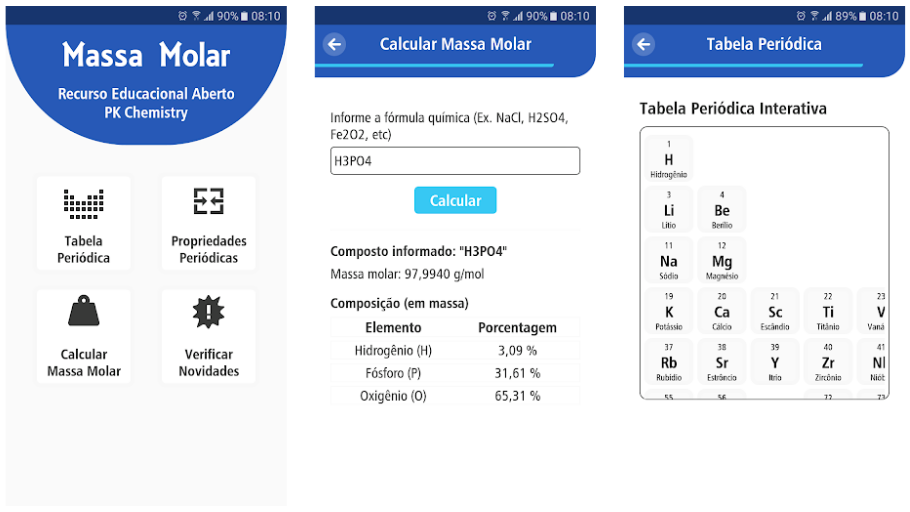 90% 08:10
Massa Molar
Recurso Educacional Aberto
PK Chemistry
Tabela
Periódica
Propriedades
Periódicas
Calcular
Massa Molar
Verificar
Novidades
90% 08:10
Calcular Massa Molar
Informe a fórmula química (Ex. NaCl, H2SO4,
Fe2O2, etc)
H3PO4
Calcular
Composto informado: "H3PO4"
Massa molar: 97,9940 g/mol
Composição (em massa)
Elemento Porcentagem
Hidrogênio (H) 3,09 %
Fósforo (P) 31,61 %
Oxigênio (O) 65,31 %
89% 08:10
Tabela Periódica
Tabela Periódica Interativa
1
H
Hidrogênio
3 4
Li Be
Lítio Berílio
11 12
Na Mg
Sódio Magnésio
19 20 21 22 23
K Ca Sc Ti V
Potássio Cálcio Escândio Titânio Vaná
37 38 39 40 41
Rb Sr Y Zr
Rubídio Estrôncio Ítrio Zircônio Niób
55 56 72 73